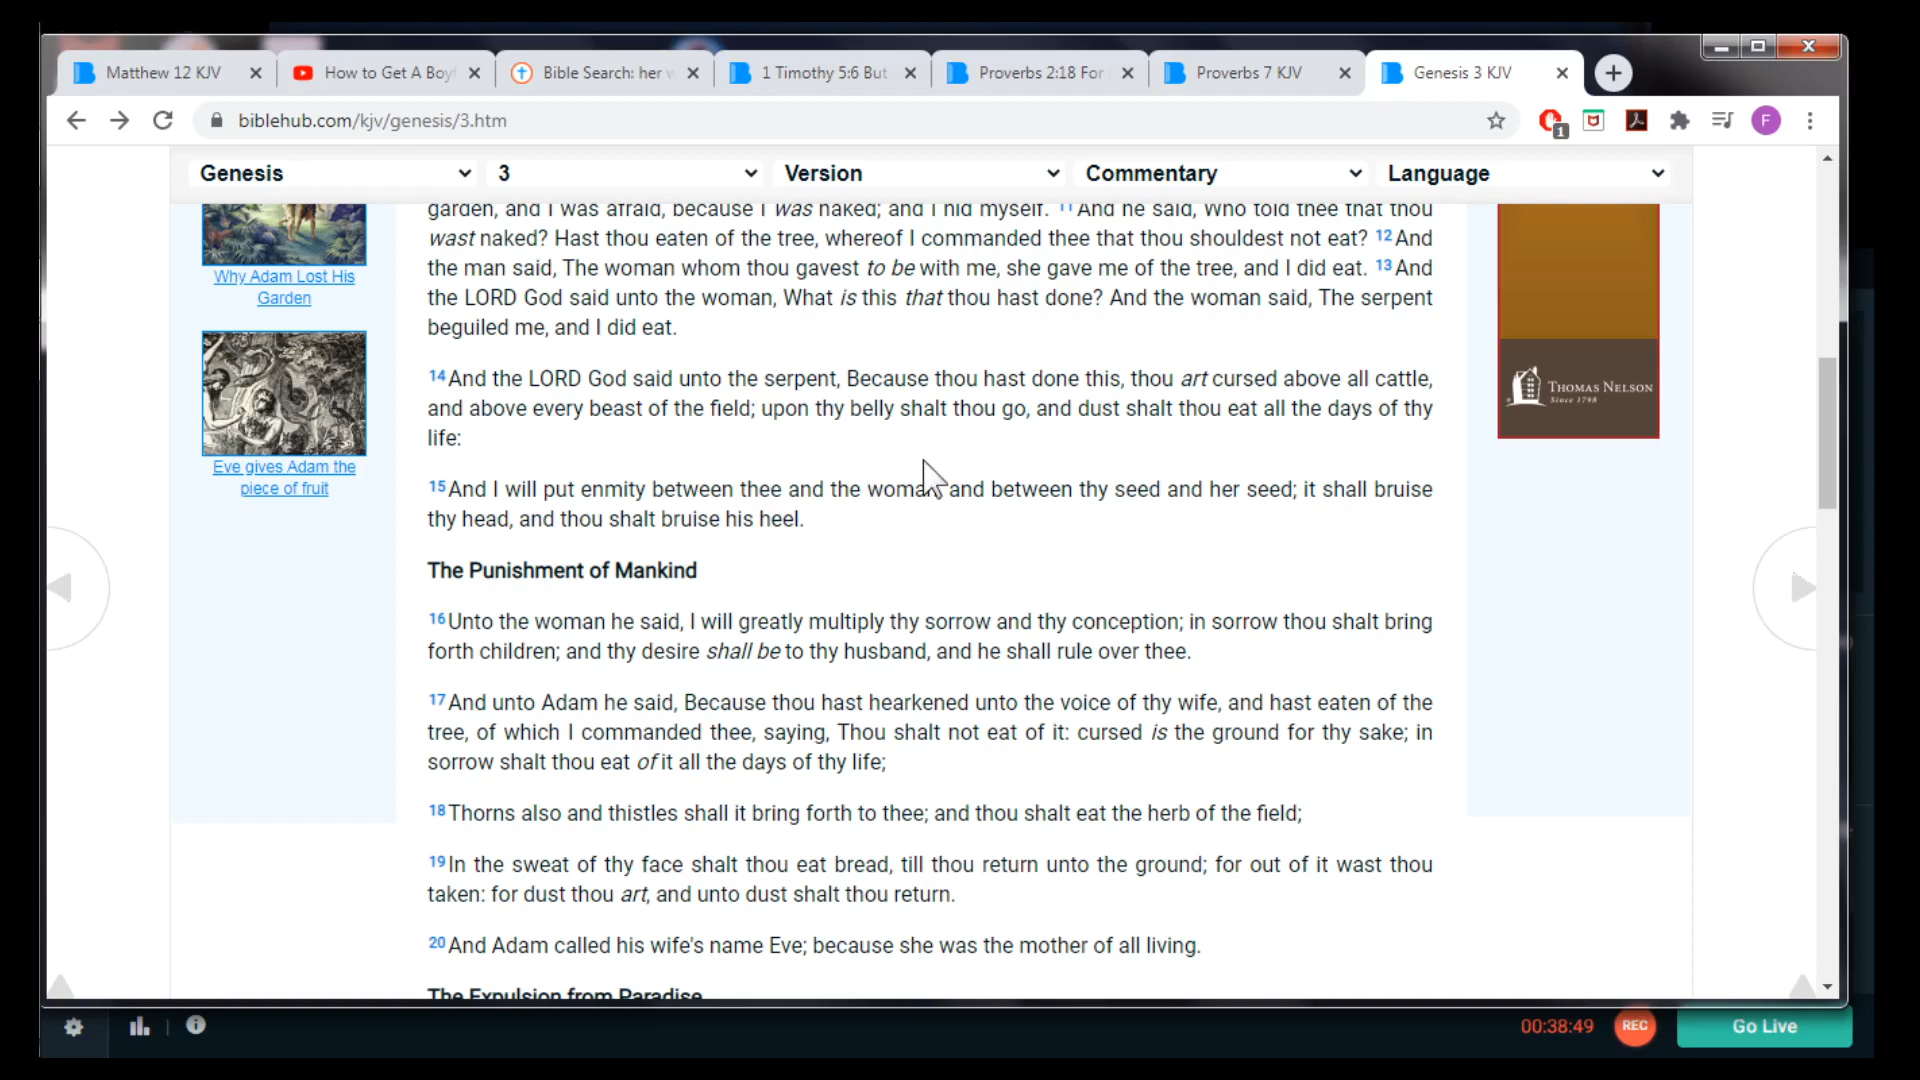 Matthew 12 KJV
How to Get A Boyf
Bible Search: her w
1 Timothy 5:6 But
Proverbs 2:18 For
Proverbs 7 KJV
Genesis 3 KJV
biblehub.com/kjv/genesis/3.htm
1
F
Genesis
3
Version
Commentary
Language
garden, and I was afraid, because I was naked; and I hid myself. 11 And he said, Who told thee that thou
wast naked? Hast thou eaten of the tree, whereof I commanded thee that thou shouldest not eat? 12 And
the man said, The woman whom thou gavest to be with me, she gave me of the tree, and I did eat. 13 And
the LORD God said unto the woman, What is this that thou hast done? And the woman said, The serpent
beguiled me, and I did eat.
14 And the LORD God said unto the serpent, Because thou hast done this, thou art cursed above all cattle,
and above every beast of the field; upon thy belly shalt thou go, and dust shalt thou eat all the days of thy
life:
15 And I will put enmity between thee and the woman, and between thy seed and her seed; it shall bruise
thy head, and thou shalt bruise his heel.
The Punishment of Mankind
16 Unto the woman he said, I will greatly multiply thy sorrow and thy conception; in sorrow thou shalt bring
forth children; and thy desire shall be to thy husband, and he shall rule over thee.
17 And unto Adam he said, Because thou hast hearkened unto the voice of thy wife, and hast eaten of the
tree, of which I commanded thee, saying, Thou shalt not eat of it: cursed is the ground for thy sake; in
sorrow shalt thou eat of it all the days of thy life;
18 Thorns also and thistles shall it bring forth to thee; and thou shalt eat the herb of the field;
19 In the sweat of thy face shalt thou eat bread, till thou return unto the ground; for out of it wast thou
taken: for dust thou art, and unto dust shalt thou return.
20 And Adam called his wife's name Eve; because she was the mother of all living.
The Expulsion from Paradise
Why Adam Lost His
Garden
Eve gives Adam the
piece of fruit
THOMAS NELSON
Since 1798
00:38:49
REC
Go Live